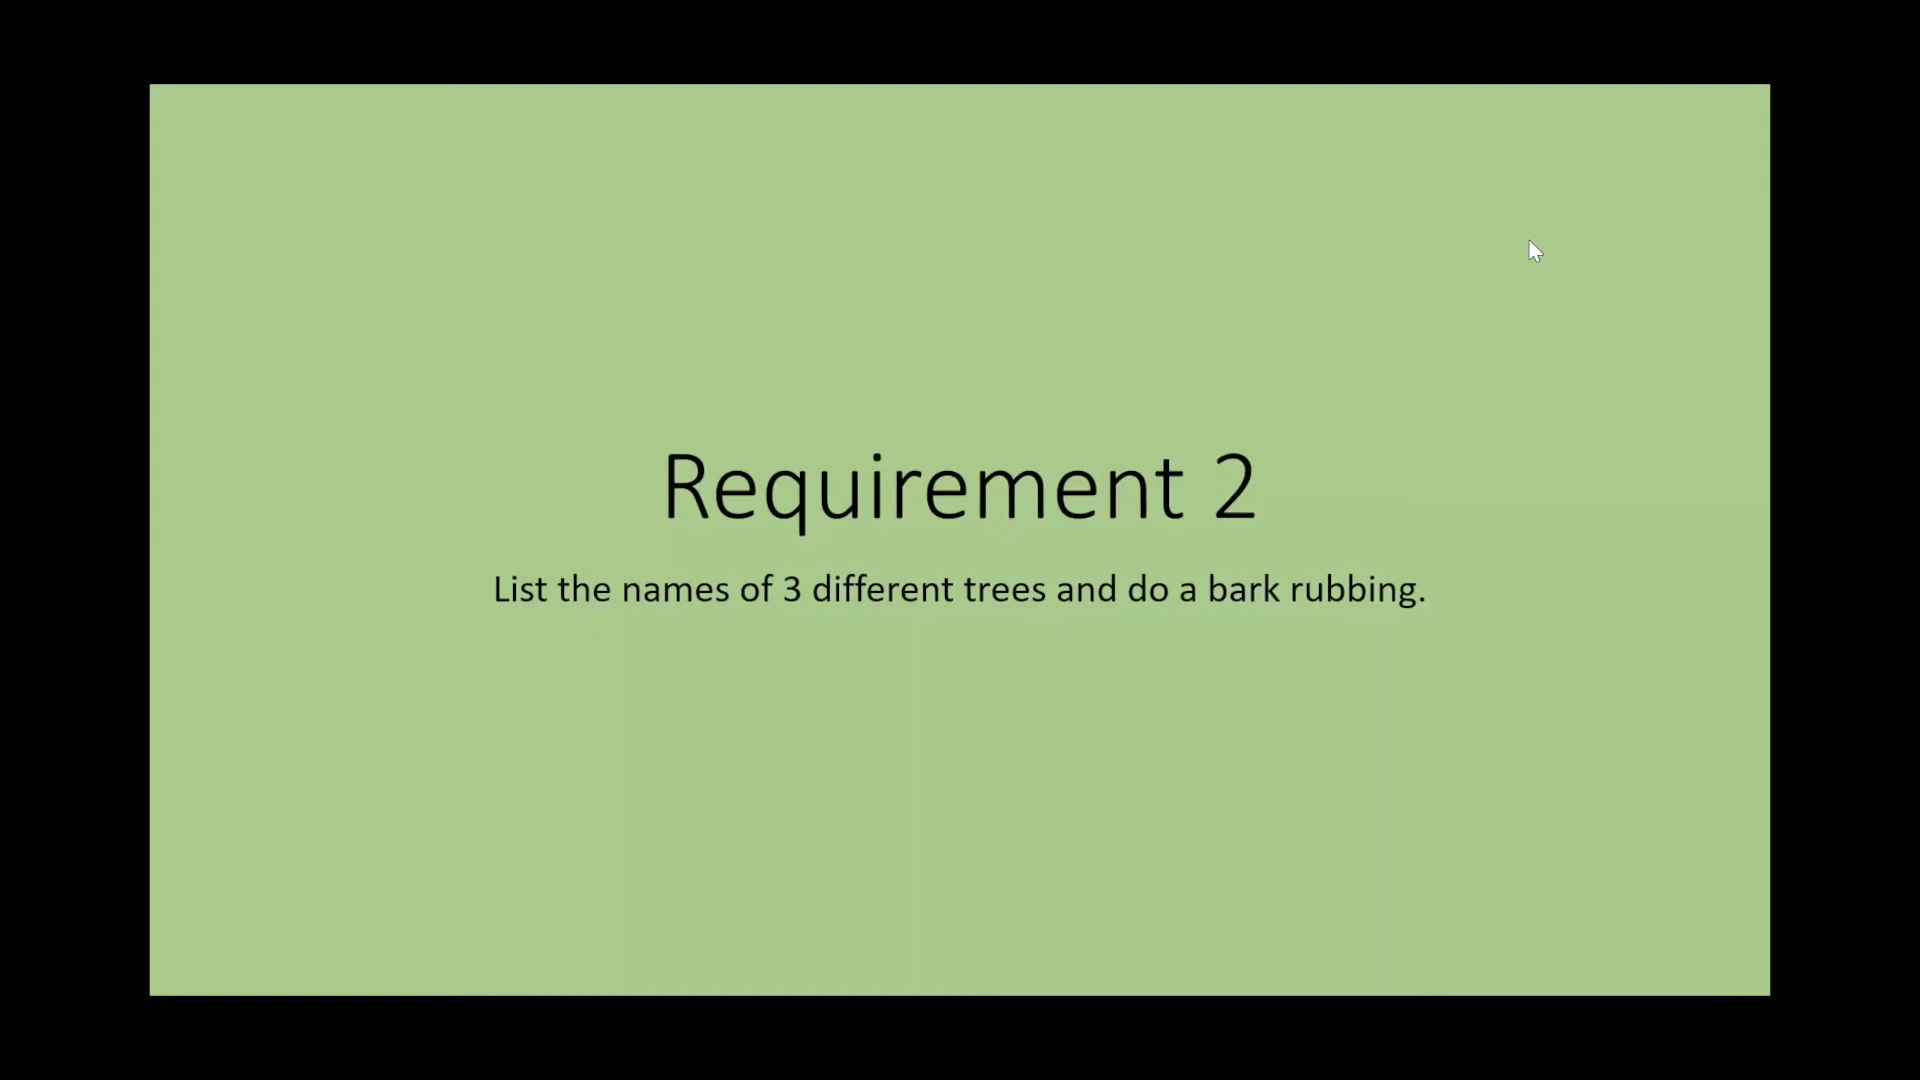 Requirement 2
List the names of 3 different trees and do a bark rubbing.